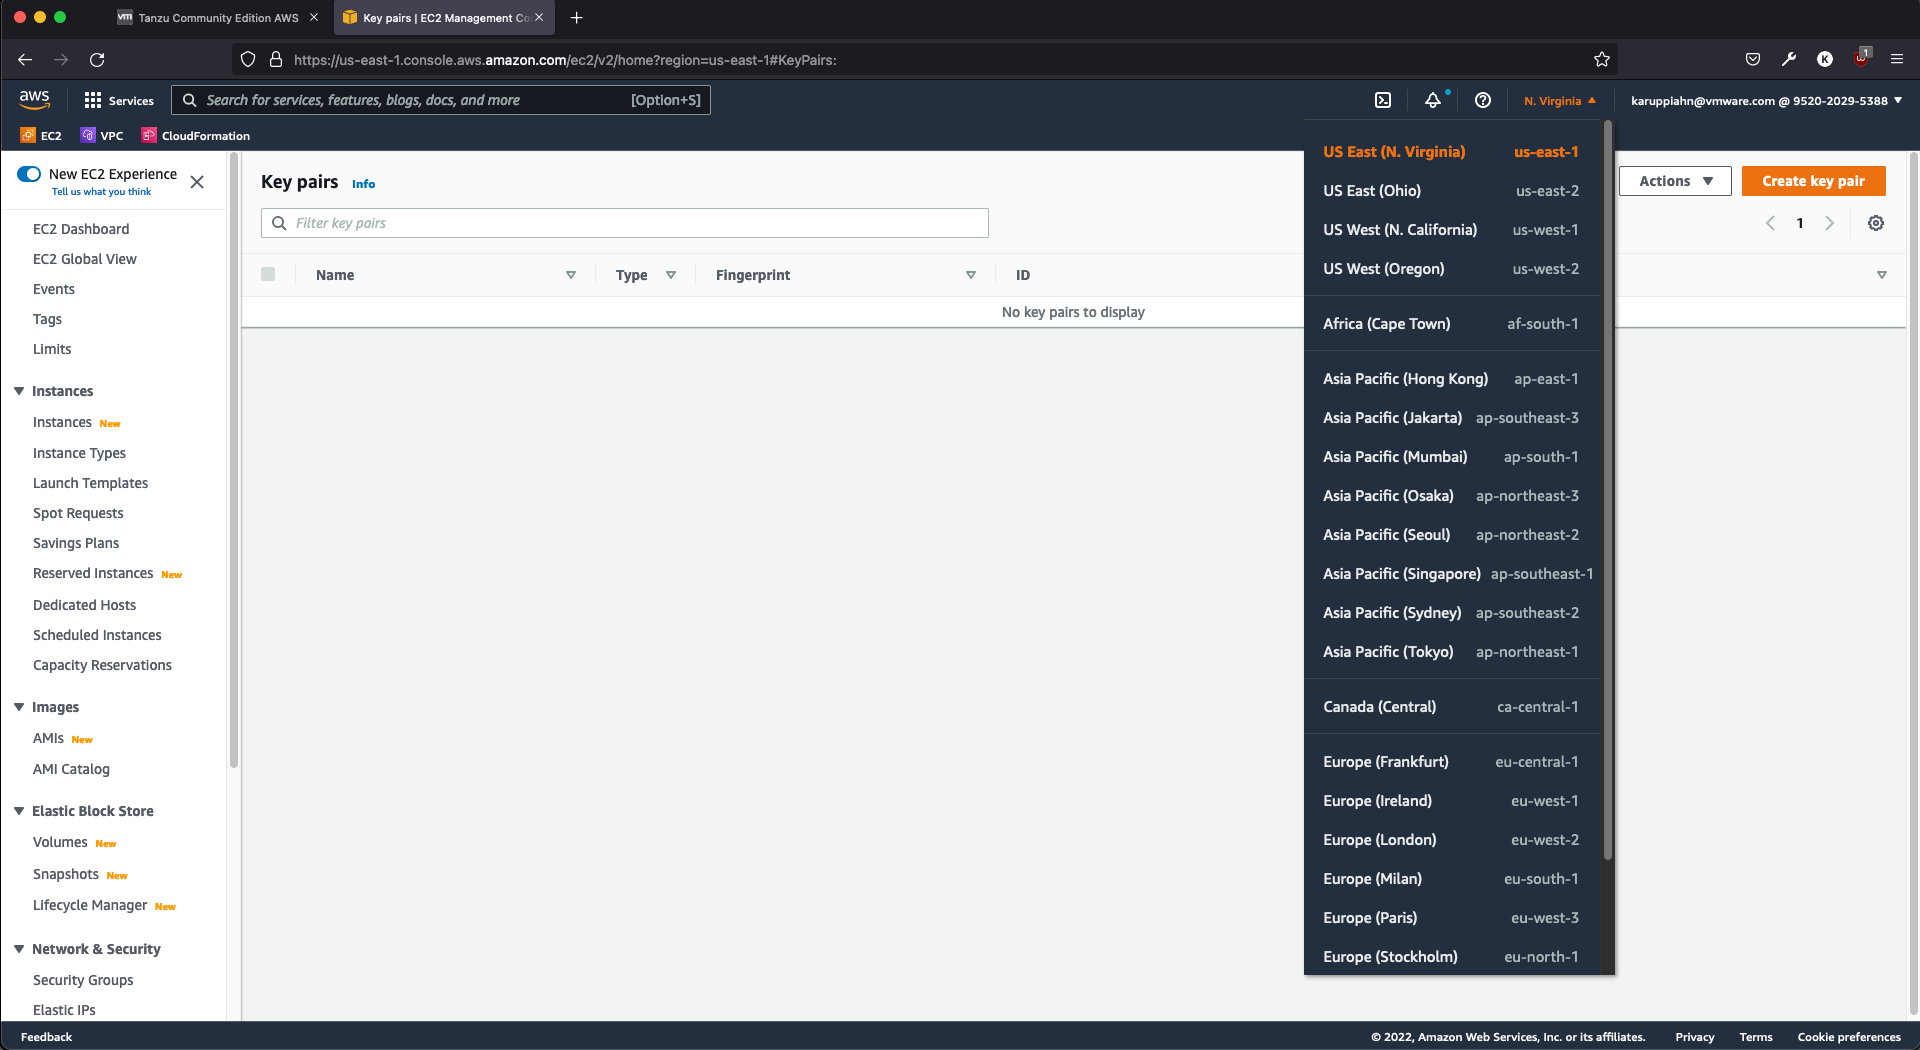 vm Tanzu Community Edition AWS
Key pairs | EC2 Management Co
https://us-east-1.console.aws.amazon.com/ec2/v2/home?region=us-east-1#KeyPairs:
K
1
aws
Services
Search for services, features, blogs, docs, and more [Option+S]
N. Virginia
karuppiahn@vmware.com @ 9520-2029-5388
EC2
VPC
CloudFormation
New EC2 Experience
Tell us what you think
EC2 Dashboard
EC2 Global View
Events
Tags
Limits
Instances
Instances New
Instance Types
Launch Templates
Spot Requests
Savings Plans
Reserved Instances New
Dedicated Hosts
Scheduled Instances
Capacity Reservations
Images
AMIs New
AMI Catalog
Elastic Block Store
Volumes New
Snapshots New
Lifecycle Manager New
Network & Security
Security Groups
Elastic IPs
Key pairs Info
Actions
Create key pair
Filter key pairs
1
Name Type Fingerprint ID
No key pairs to display
US East (N. Virginia) us-east-1
US East (Ohio) us-east-2
US West (N. California) us-west-1
US West (Oregon) us-west-2
Africa (Cape Town) af-south-1
Asia Pacific (Hong Kong) ap-east-1
Asia Pacific (Jakarta) ap-southeast-3
Asia Pacific (Mumbai) ap-south-1
Asia Pacific (Osaka) ap-northeast-3
Asia Pacific (Seoul) ap-northeast-2
Asia Pacific (Singapore) ap-southeast-1
Asia Pacific (Sydney) ap-southeast-2
Asia Pacific (Tokyo) ap-northeast-1
Canada (Central) ca-central-1
Europe (Frankfurt) eu-central-1
Europe (Ireland) eu-west-1
Europe (London) eu-west-2
Europe (Milan) eu-south-1
Europe (Paris) eu-west-3
Europe (Stockholm) eu-north-1
Feedback
© 2022, Amazon Web Services, Inc. or its affiliates. Privacy Terms Cookie preferences